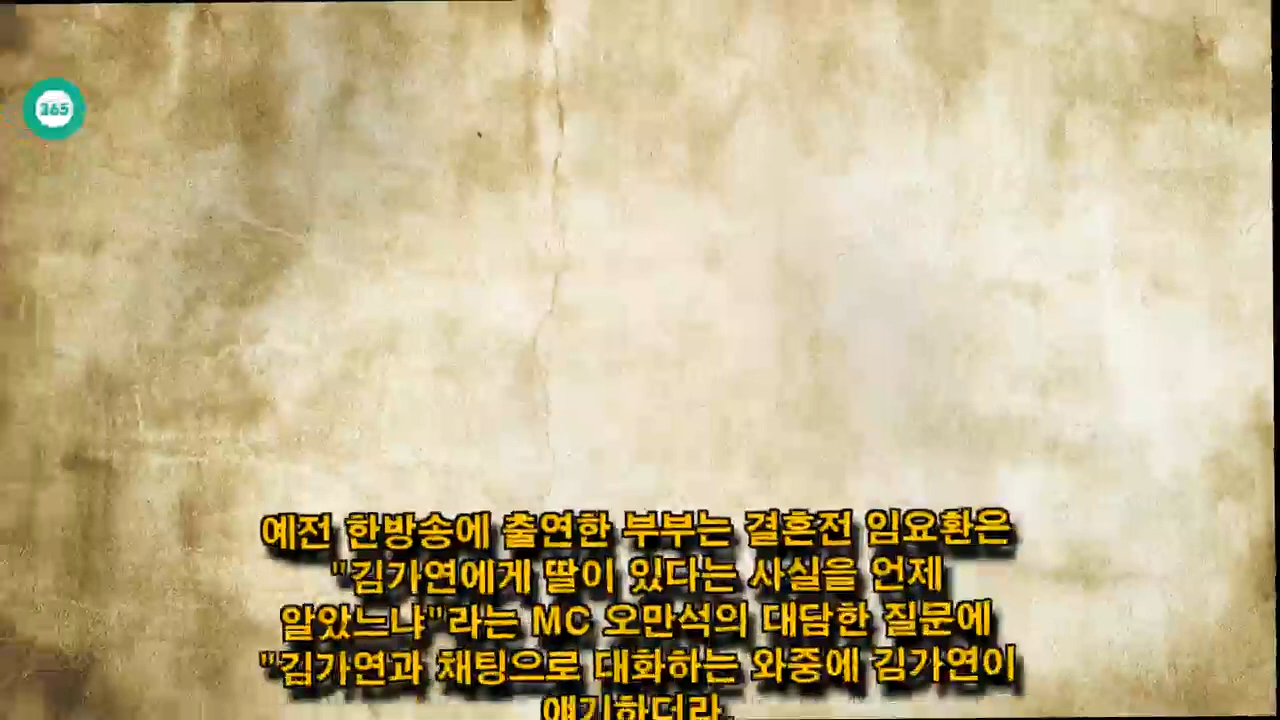 365
예전 한방송에 출연한 부부는 결혼전 임요환은
"김가연에게 딸이 있다는 사실을 언제
알았느냐"라는 MC 오만석의 대담한 질문에
"김가연과 채팅으로 대화하는 와중에 김가연이
얘기하더라.